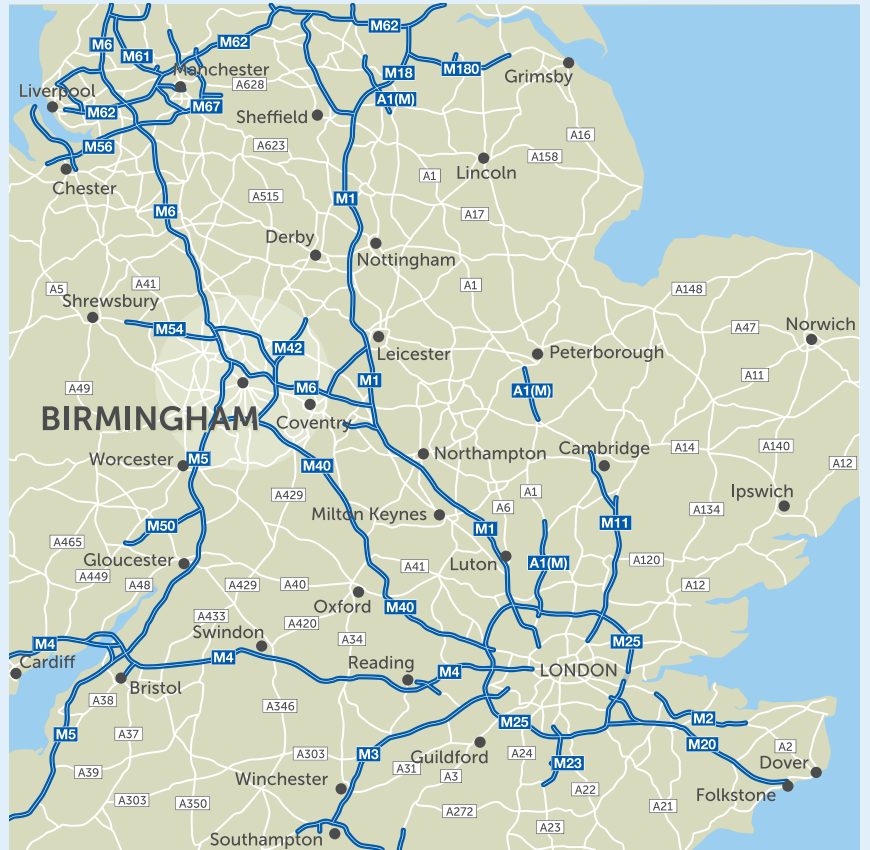 M62
M6
M62
M61
Manchester
M18
M180
Grimsby
A628
Liverpool
A1(M)
M67
M62
Sheffield
A16
M56
A623
A158
Lincoln
A1
Chester
A515
M1
M6
A17
Derby
Nottingham
A5
A41
A1
A148
Shrewsbury
M54
A47
Norwich
M42
Leicester
Peterborough
A11
M1
A49
M6
A1(M)
BIRMINGHAM
Coventry
Northampton
Cambridge
A14
A140
Worcester
M5
M40
A12
A429
A1
Ipswich
A6
A134
Milton Keynes
M50
M1
M11
A465
Gloucester
Luton
A1(M)
A120
A449
A48
A429
A40
A41
A12
Oxford
M40
A433
A420
Swindon
A34
M25
M4
M4
Reading
M4
LONDON
Cardiff
Bristol
A38
A346
M25
M2
M5
A37
M20
A2
A303
M3
Guildford
A24
Dover
A39
A31
A3
M23
Winchester
A22
Folkstone
A303
A350
A272
A21
A23
Southampton